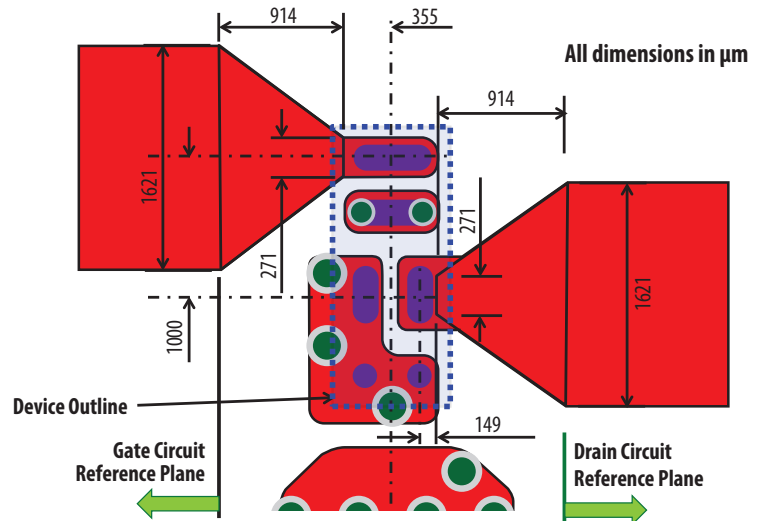 914
355
All dimensions in µm
914
1621
271
271
1621
1000
Device Outline
149
Gate Circuit
Reference Plane
Drain Circuit
Reference Plane